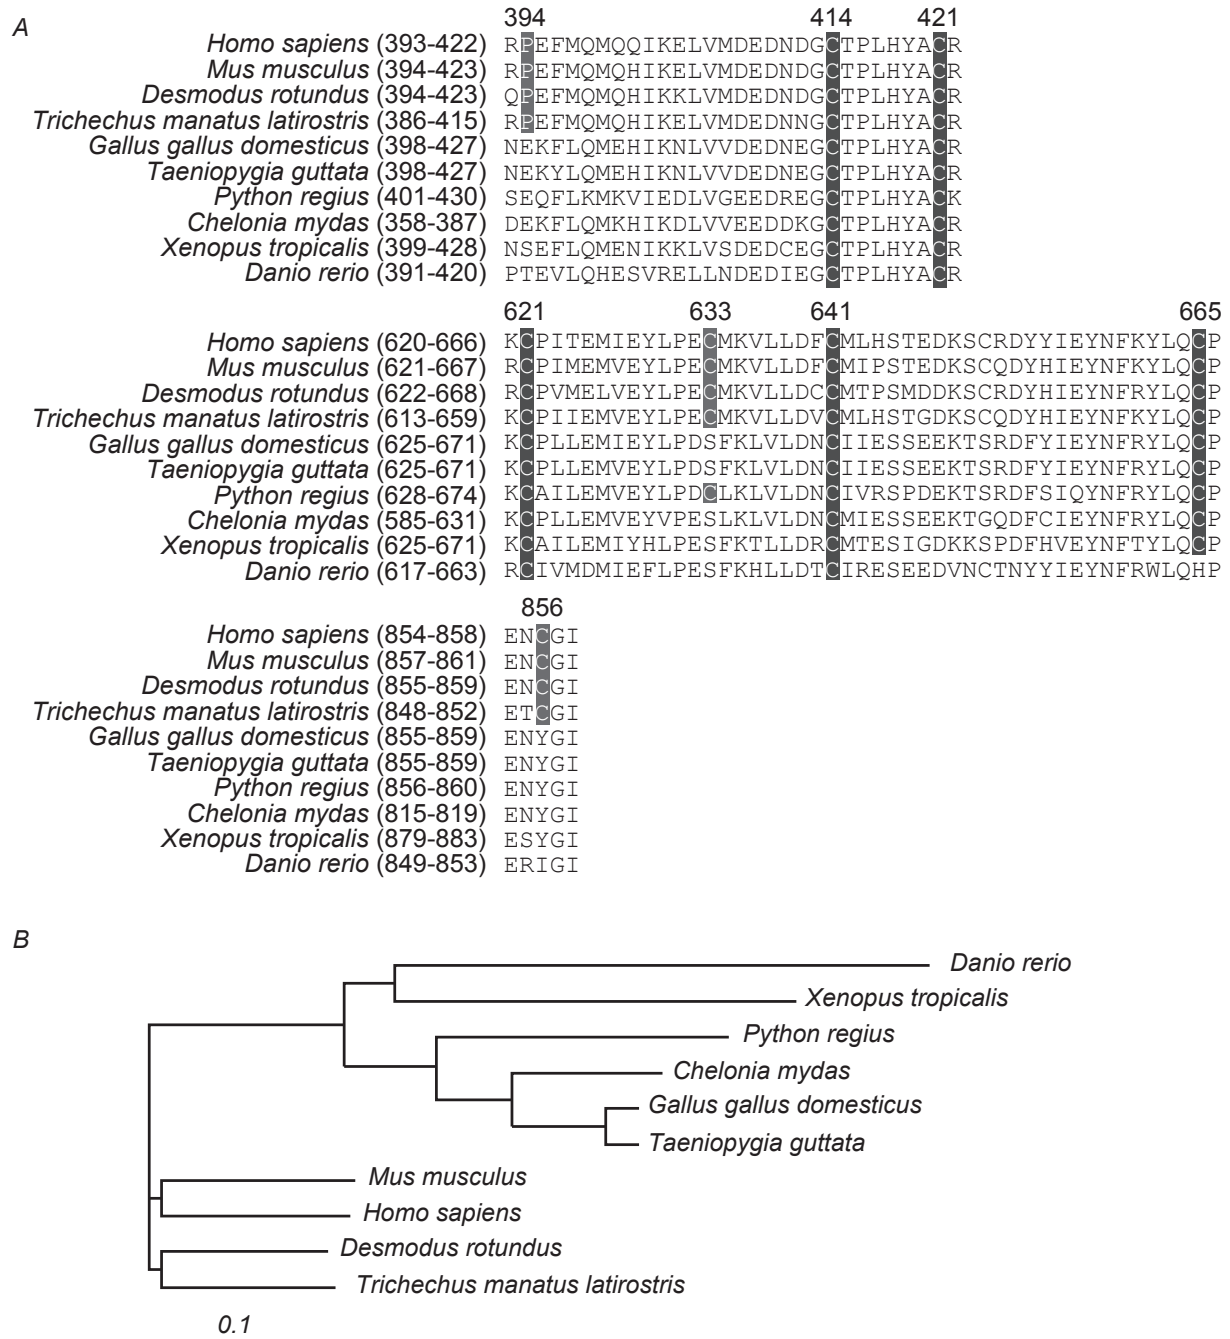 A
394 414 421
Homo sapiens (393-422) RPEFMQMQQIKELVMDEDNDGCTPLHYACR
Mus musculus (394-423) RPEFMQMQHIKELVMDEDNDGCTPLHYACR
Desmodus rotundus (394-423) QPEFMQMQHIKKLVMDEDNDGCTPLHYACR
Trichechus manatus latirostris (386-415) RPEFMQMQHIKELVMDEDNNGCTPLHYACR
Gallus gallus domesticus (398-427) NEKFLQMEHIKNLVVDEDNEGCTPLHYACR
Taeniopygia guttata (398-427) NEKYLQMEHIKNLVVDEDNEGCTPLHYACR
Python regius (401-430) SEQFLKMKVIEDLVGEEDREGCTPLHYACK
Chelonia mydas (358-387) DEKFLQMKHIKDLVVEEDDKGCTPLHYACR
Xenopus tropicalis (399-428) NSEFLQMENIKKLVSDEDCEGCTPLHYACR
Danio rerio (391-420) PTEVLQHESVRELLNDEDIEGCTPLHYACR
621 633 641 665
Homo sapiens (620-666) KCPITEMIEYLPECMKVLLDFCMLHSTEDKSCRDYYIEYNFKYLQCP
Mus musculus (621-667) RCPIMEMVEYLPECMKVLLDFCMIPSTEDKSCQDYHIEYNFKYLQCP
Desmodus rotundus (622-668) RCPVMELVEYLPECMKVLLDCCMTPSMDDKSCRDYHIEYNFRYLQCP
Trichechus manatus latirostris (613-659) KCPIIEMVEYLPECMKVLLDVCMLHSTGDKSCQDYHIEYNFKYLQCP
Gallus gallus domesticus (625-671) KCPLLEMIEYLPDSFKLVLDNCIIESSEEKTSRDFYIEYNFRYLQCP
Taeniopygia guttata (625-671) KCPLLEMVEYLPDSFKLVLDNCIIESSEEKTSRDFYIEYNFRYLQCP
Python regius (628-674) KCAILEMVEYLPDCLKLVLDNCIVRSPDEKTSRDFSIQYNFRYLQCP
Chelonia mydas (585-631) KCPLLEMVEYVPESLKLVLDNCMIESSEEKTGQDFCIEYNFRYLQCP
Xenopus tropicalis (625-671) KCAILEMIYHLPESFKTLLDRCMTESIGDKKSPDFHVEYNFTYLQCP
Danio rerio (617-663) RCIVMDMIEFLPESFKHLLDTCIRESEEDVNCTNYYIEYNFRWLQHP
856
Homo sapiens (854-858) ENCGI
Mus musculus (857-861) ENCGI
Desmodus rotundus (855-859) ENCGI
Trichechus manatus latirostris (848-852) ETCGI
Gallus gallus domesticus (855-859) ENYGI
Taeniopygia guttata (855-859) ENYGI
Python regius (856-860) ENYGI
Chelonia mydas (815-819) ENYGI
Xenopus tropicalis (879-883) ESYGI
Danio rerio (849-853) ERIGI
B
Danio rerio
Xenopus tropicalis
Python regius
Chelonia mydas
Gallus gallus domesticus
Taeniopygia guttata
Mus musculus
Homo sapiens
Desmodus rotundus
Trichechus manatus latirostris
0.1